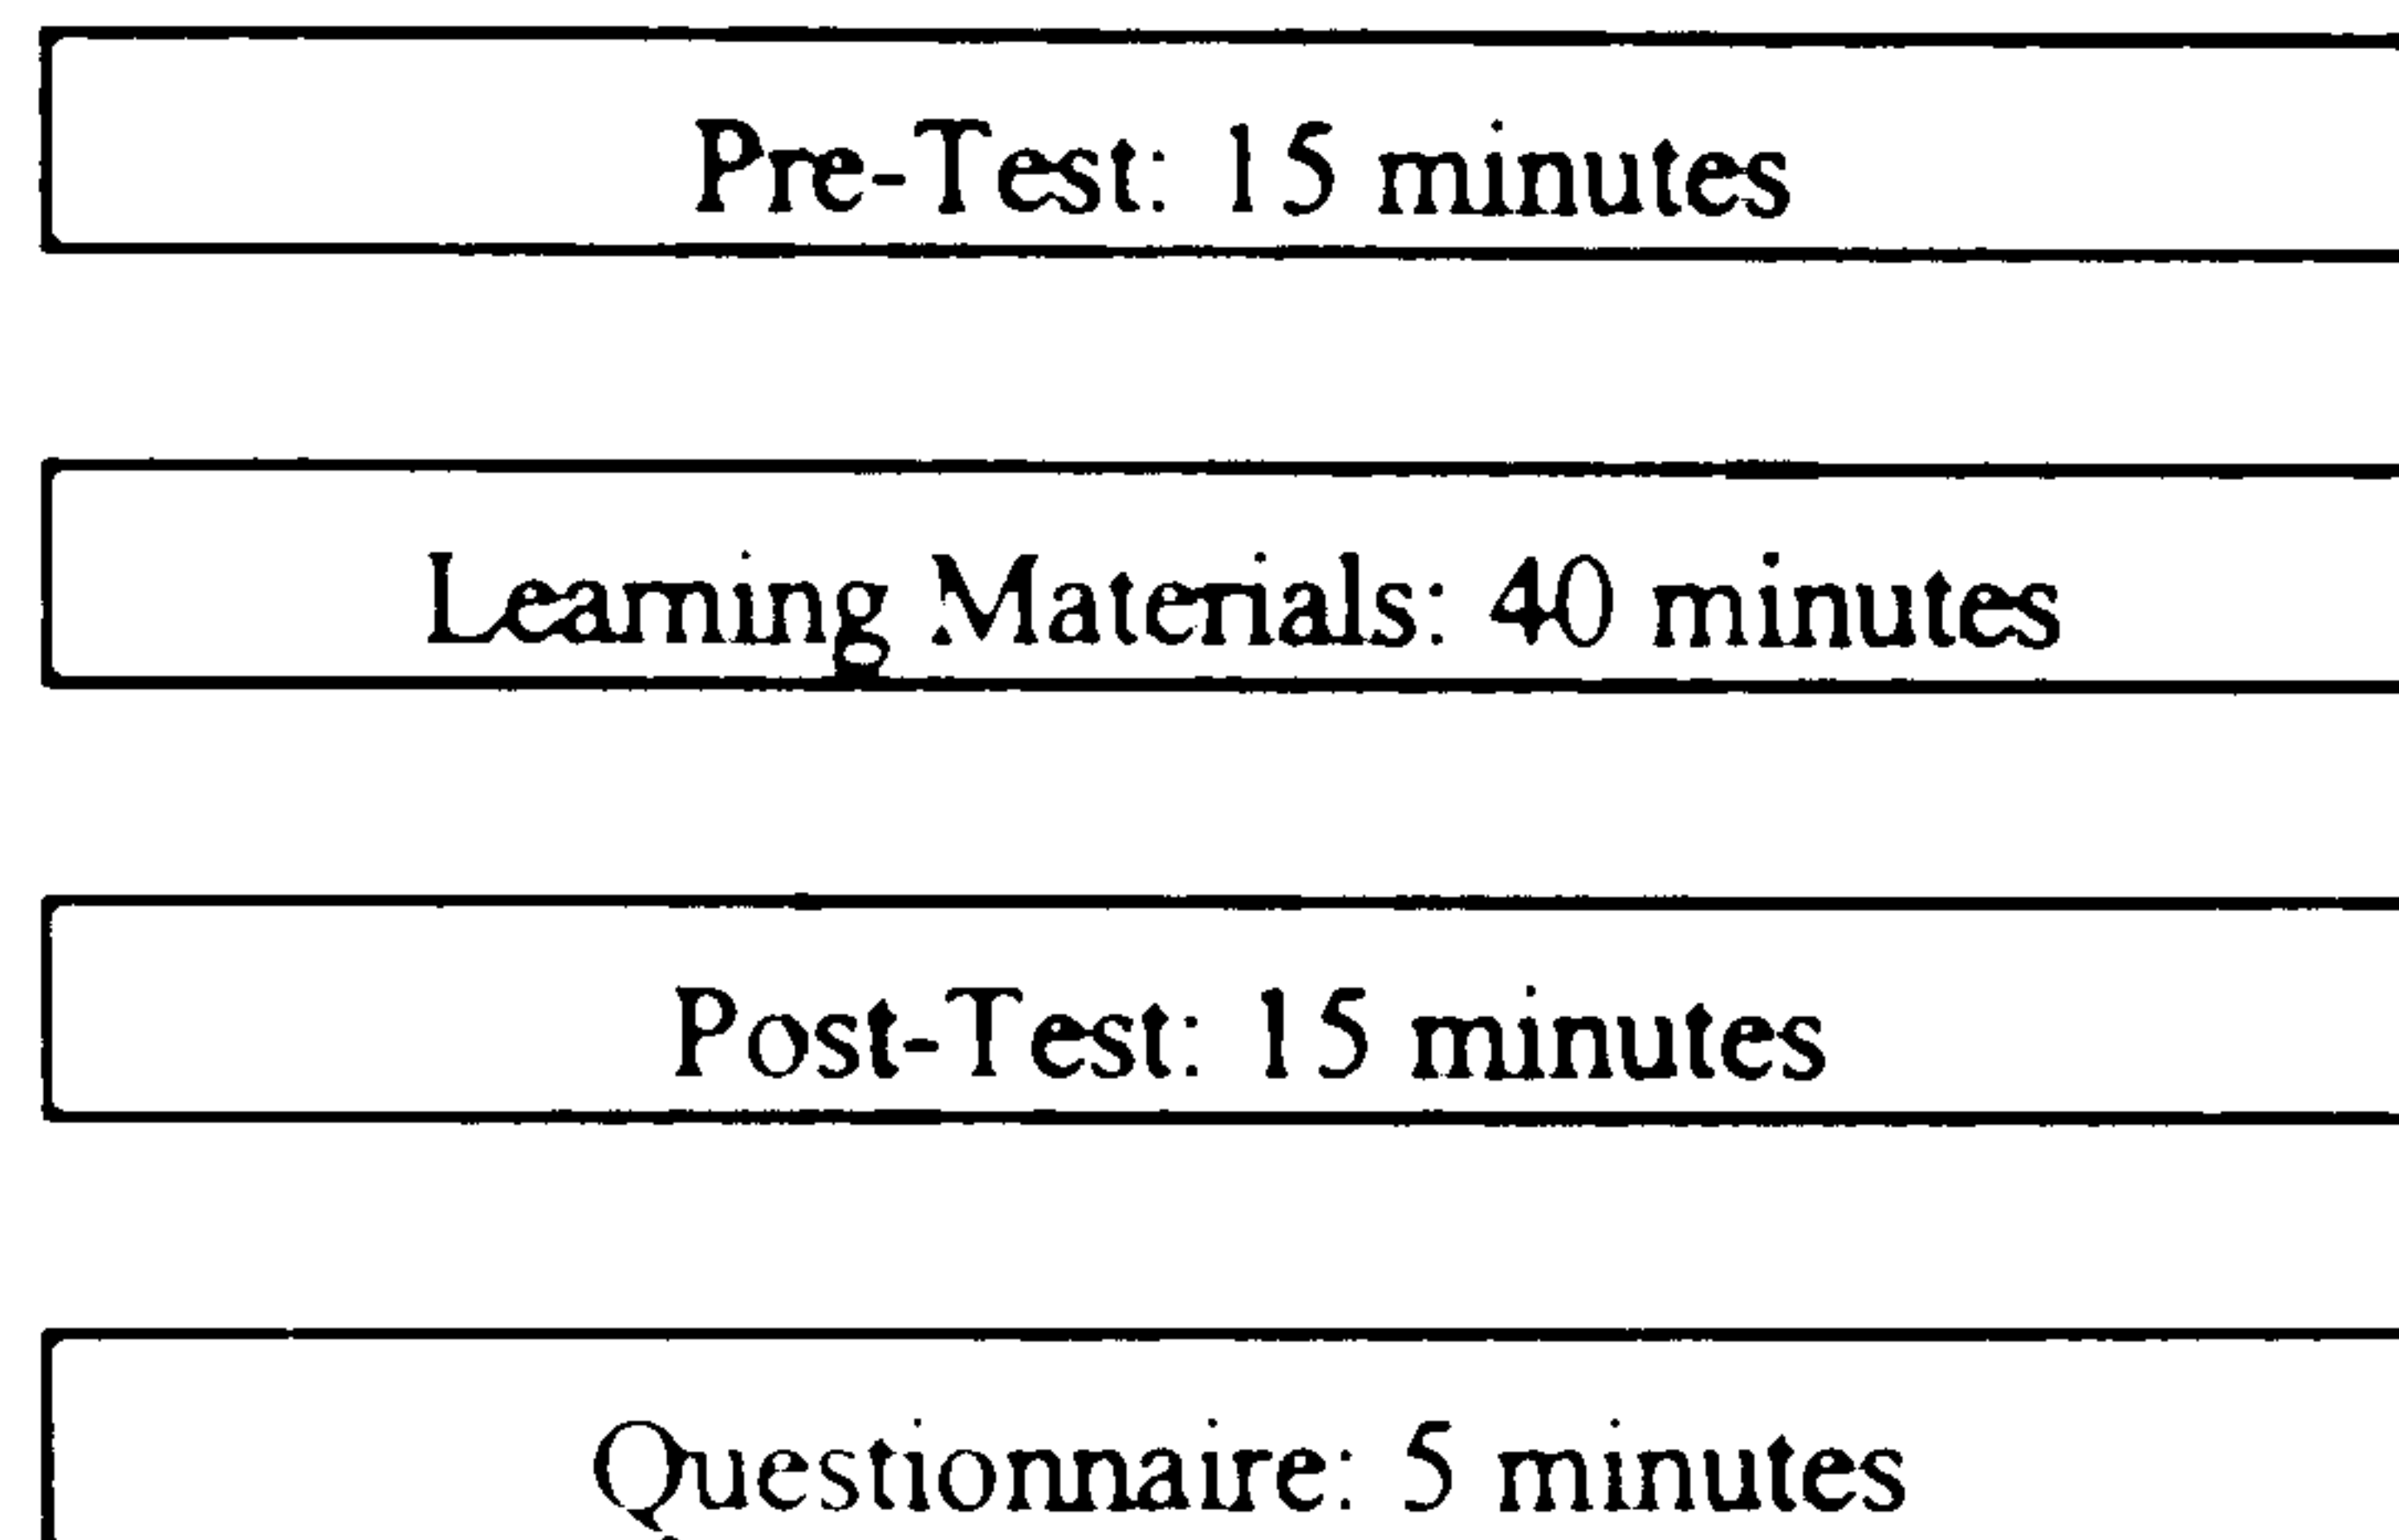 Pre-Test: 15 minutes
Learning Materials: 40 minutes
Post-Test: 15 minutes
Questionnaire: 5 minutes